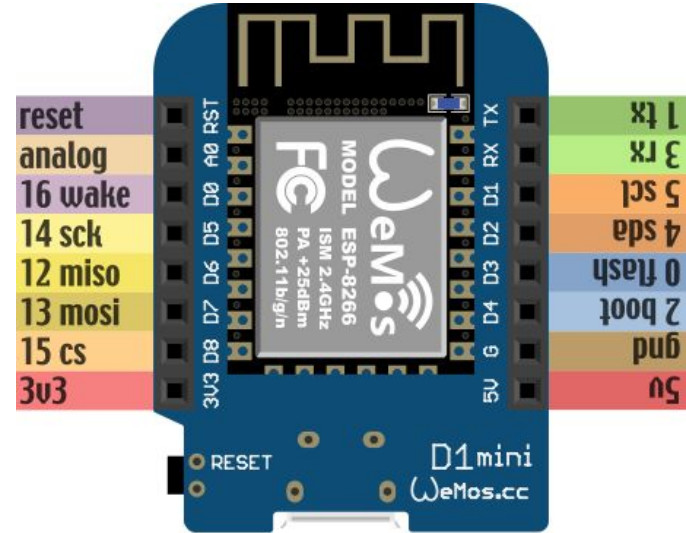 reset
analog
16 wake
14 sck
12 miso
13 mosi
15 cs
3v3
RST
A0
D0
D5
D6
D7
D8
3V3
WeMos
MODEL ESP-8266
ISM 2.4GHz
PA +25dBm
802.11b/g/n
FC
TX
RX
D1
D2
D3
D4
G
5V
1 tx
3 rx
5 scl
4 sda
0 flash
2 boot
gnd
5v
RESET
D1 mini
WeMos.cc